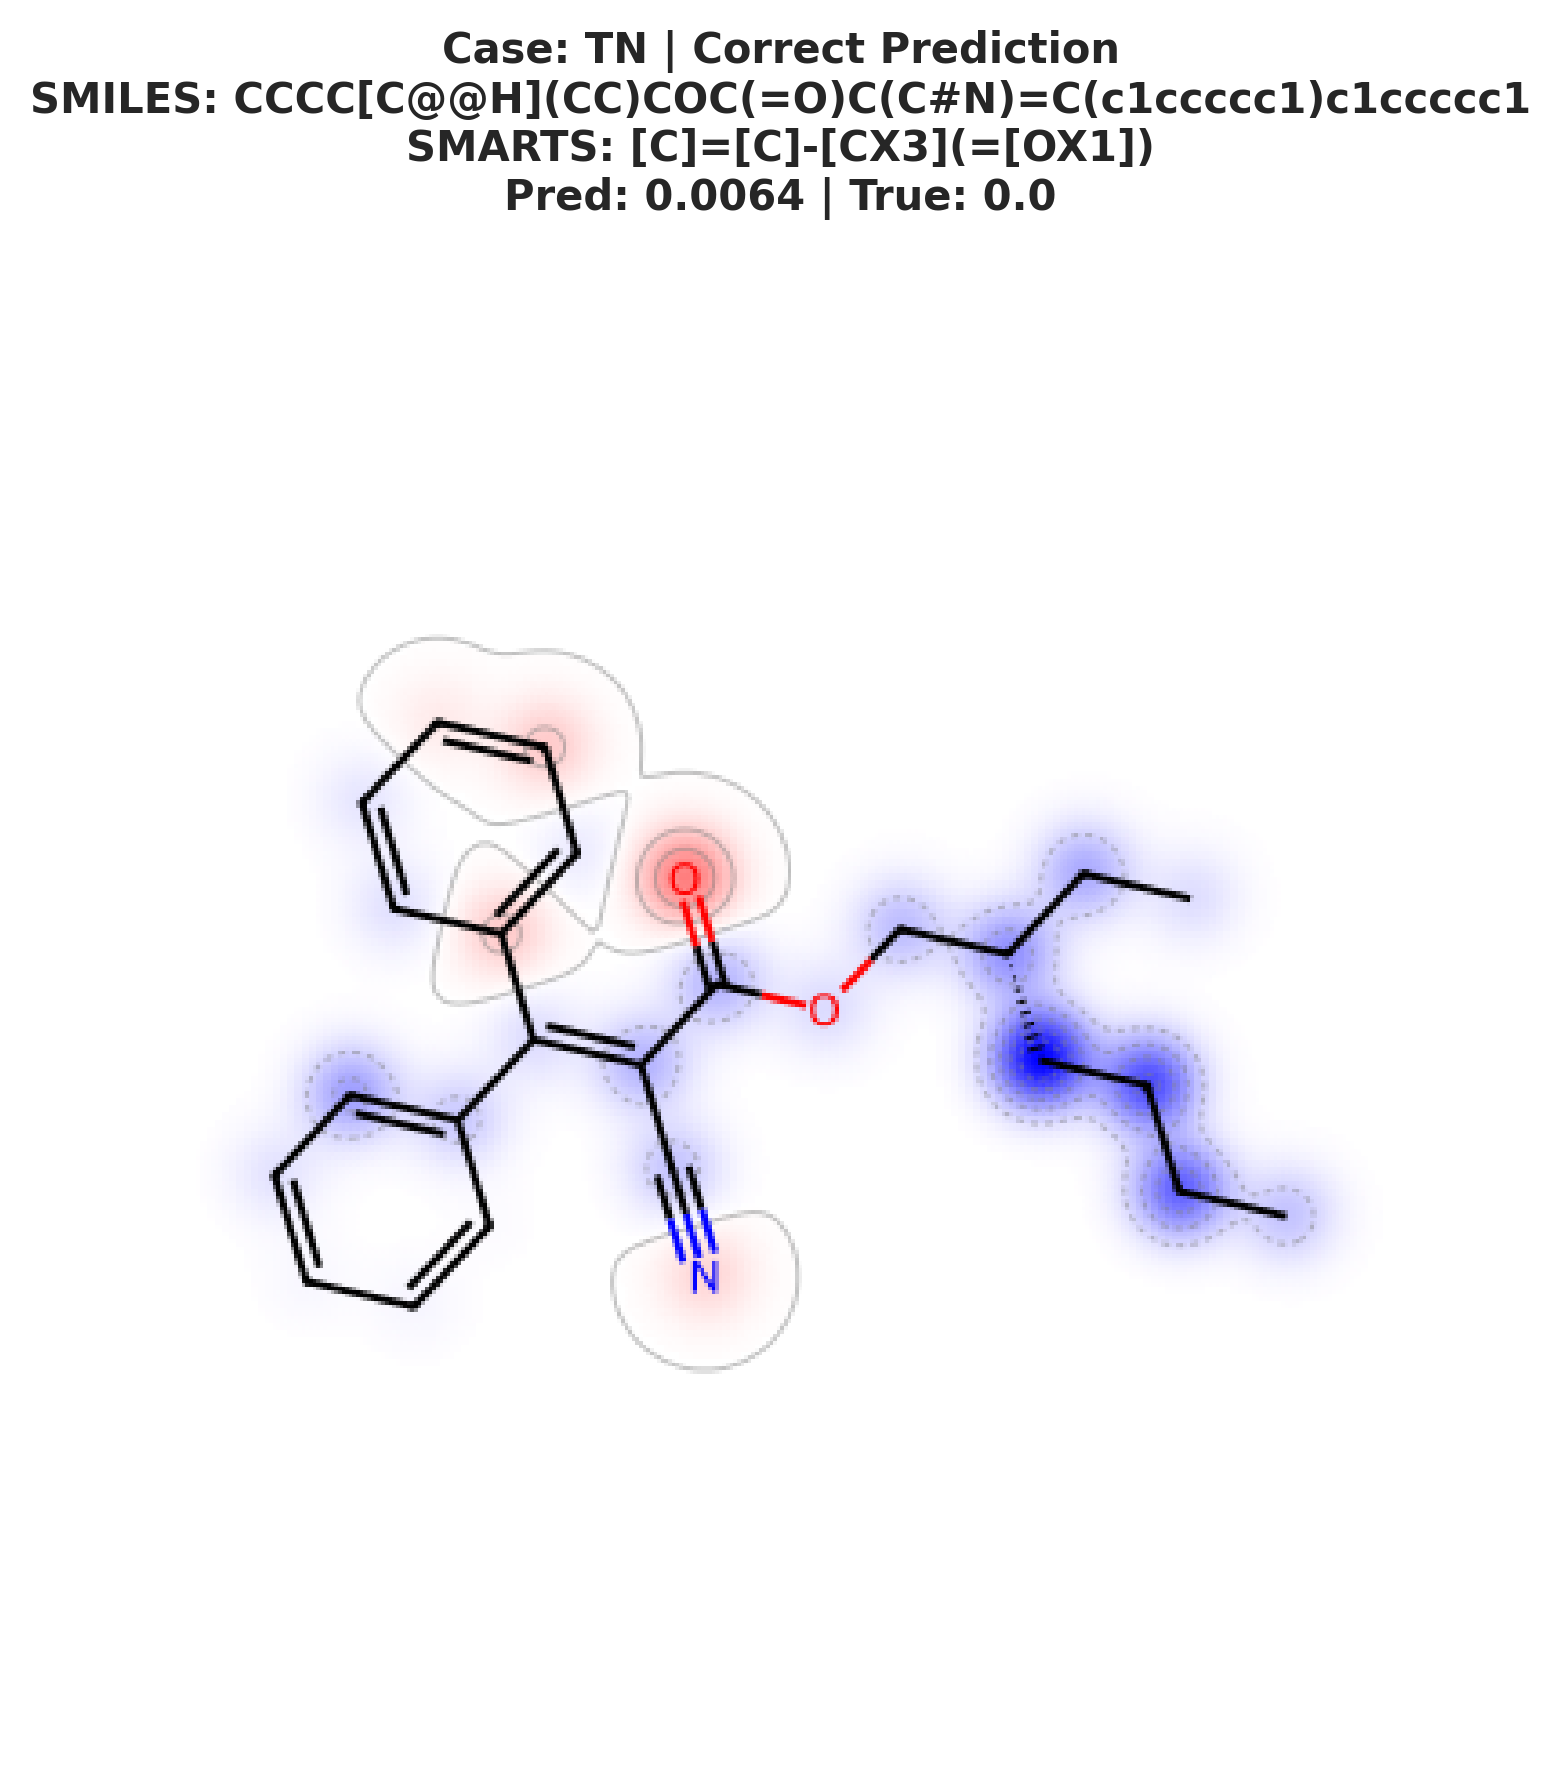 Case: TN | Correct Prediction
SMILES: CCCC[C@@H](CC)COC(=O)C(C#N)=C(c1ccccc1)c1ccccc1
SMARTS: [C]=[C]-[CX3](=[OX1])
Pred: 0.0064 | True: 0.0
O
O
N